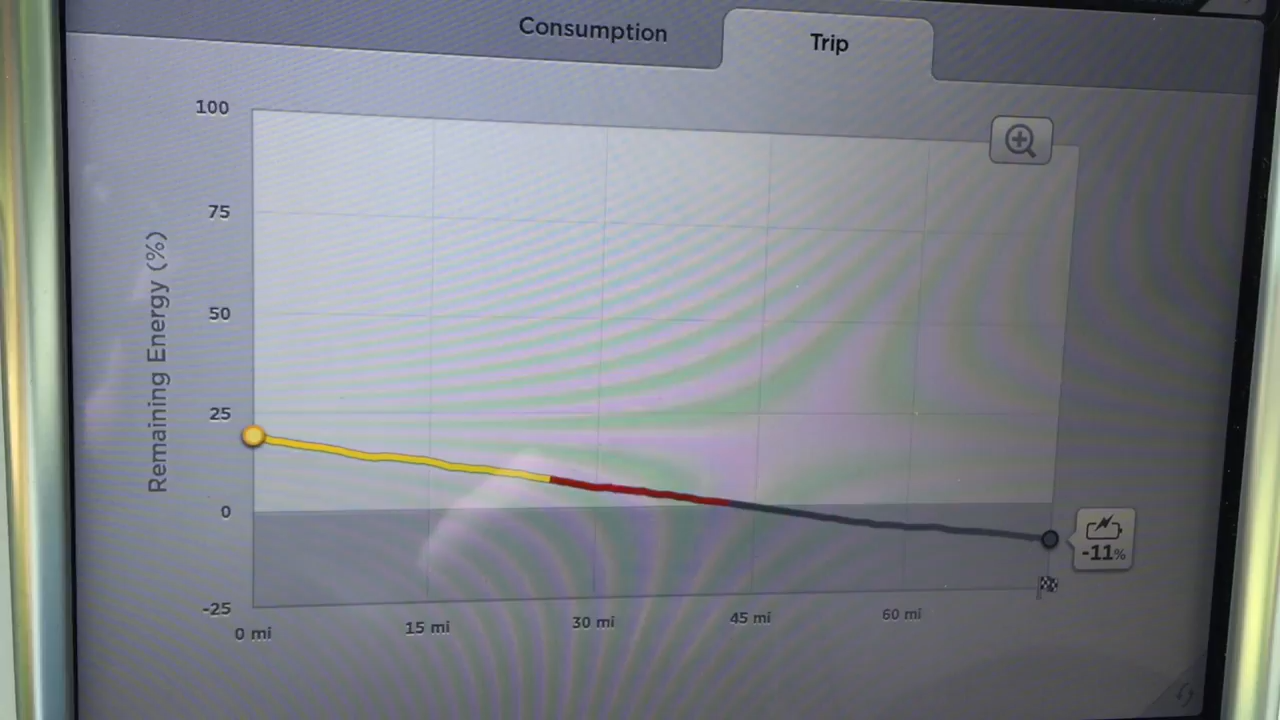 Consumption
Trip
100
75
50
25
0
-25
Remaining Energy (%)
0 mi
15 mi
30 mi
45 mi
60 mi
-11%